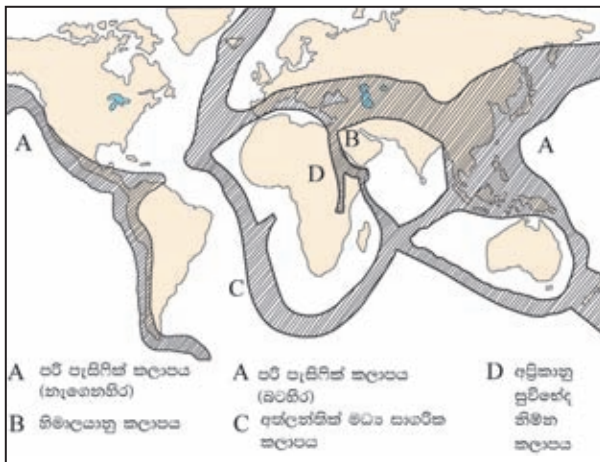 A
B
A
D
C
A පරි පැසිෆික් කලාපය
(නැගෙනහිර)
B හිමාලයානු කලාපය
A පරි පැසිෆික් කලාපය
(බටහිර)
C අත්ලන්තික් මධ්‍ය සාගරික
කලාපය
D අප්‍රිකානු
සුවිභේද
නිම්න
කලාපය